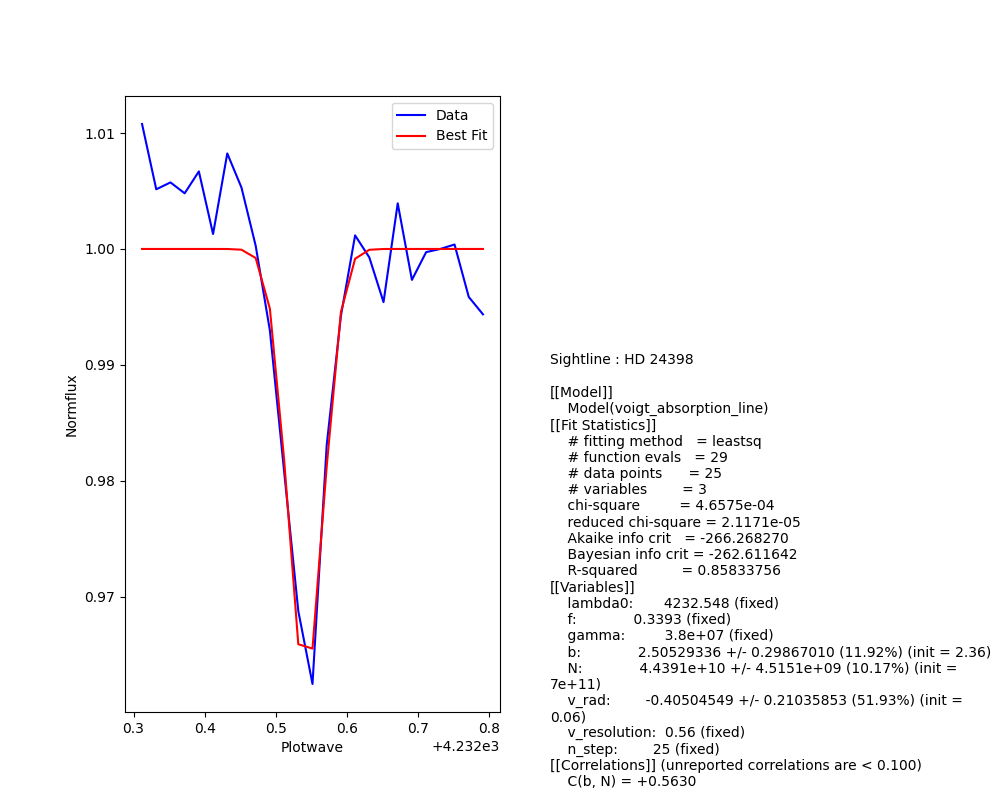 Data
Best Fit
1.01
1.00
0.99
0.98
0.97
Normflux
0.3
0.4
0.5
0.6
0.7
0.8
Plotwave
+4.232e3
Sightline : HD 24398
[[Model]]
Model(voigt_absorption_line)
[[Fit Statistics]]
# fitting method = leastsq
# function evals = 29
# data points = 25
# variables = 3
chi-square = 4.6575e-04
reduced chi-square = 2.1171e-05
Akaike info crit = -266.268270
Bayesian info crit = -262.611642
R-squared = 0.85833756
[[Variables]]
lambda0: 4232.548 (fixed)
f: 0.3393 (fixed)
gamma: 3.8e+07 (fixed)
b: 2.50529336 +/- 0.29867010 (11.92%) (init = 2.36)
N: 4.4391e+10 +/- 4.5151e+09 (10.17%) (init =
7e+11)
v_rad: -0.40504549 +/- 0.21035853 (51.93%) (init =
0.06)
v_resolution: 0.56 (fixed)
n_step: 25 (fixed)
[[Correlations]] (unreported correlations are < 0.100)
C(b, N) = +0.5630